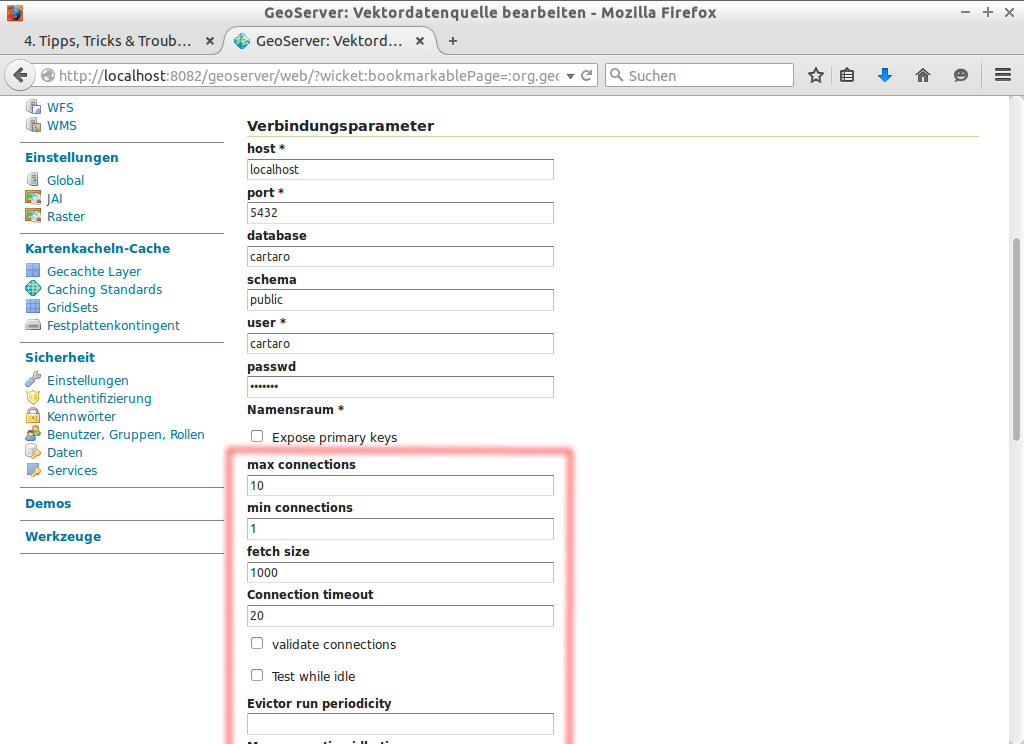 GeoServer: Vektordatenquelle bearbeiten - Mozilla Firefox
4. Tipps, Tricks & Troub...
GeoServer: Vektord...
http://localhost:8082/geoserver/web/?wicket:bookmarkablePage=:org.geo
Suchen
WFS
WMS
Einstellungen
Global
JAI
Raster
Kartenkacheln-Cache
Gecachte Layer
Caching Standards
GridSets
Festplattenkontingent
Sicherheit
Einstellungen
Authentifizierung
Kennwörter
Benutzer, Gruppen, Rollen
Daten
Services
Demos
Werkzeuge
Verbindungsparameter
host *
localhost
port *
5432
database
cartaro
schema
public
user *
cartaro
passwd
•••••••
Namensraum *
Expose primary keys
max connections
10
min connections
1
fetch size
1000
Connection timeout
20
validate connections
Test while idle
Evictor run periodicity